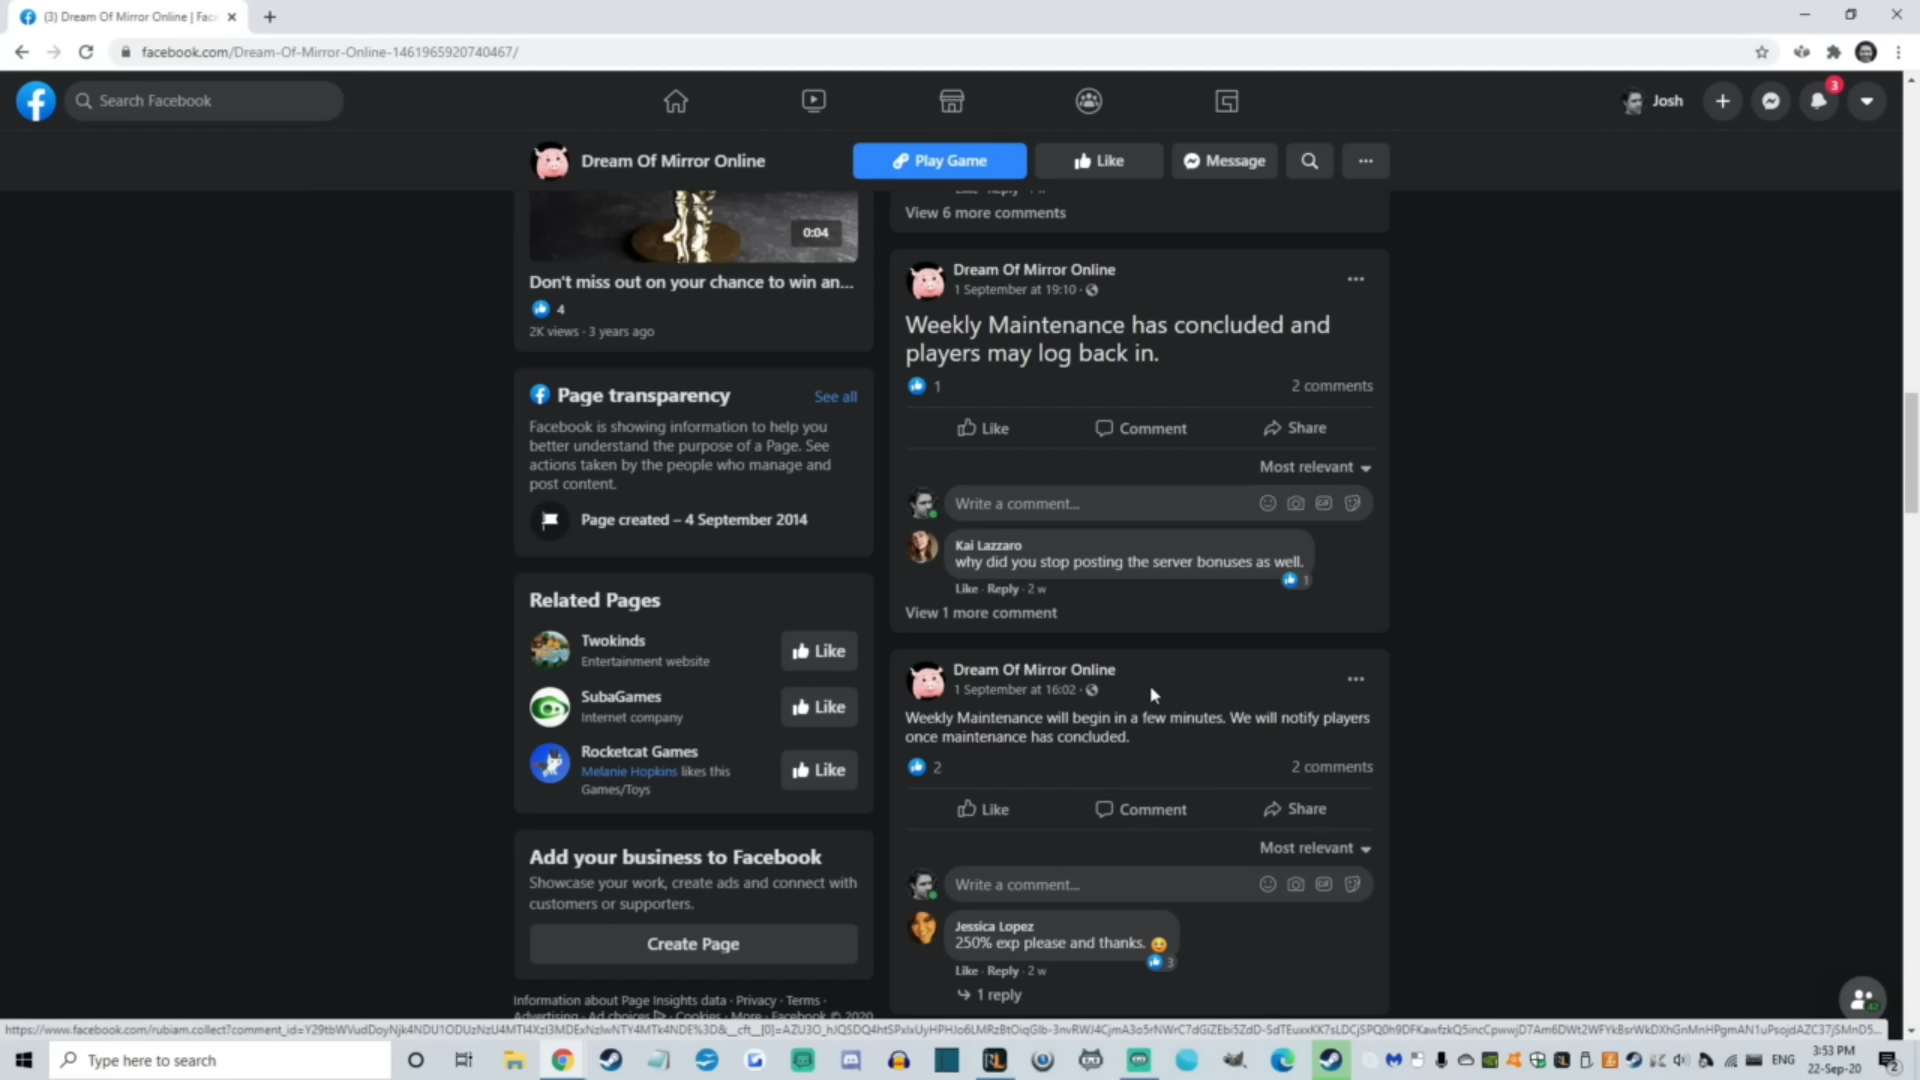 (3) Dream Of Mirror Online | Fac
facebook.com/Dream-Of-Mirror-Online-1461965920740467/
Search Facebook
Josh
3
Dream Of Mirror Online
Play Game
Like
Message
0:04
Don't miss out on your chance to win an...
4
2K views · 3 years ago
Page transparency
See all
Facebook is showing information to help you
better understand the purpose of a Page. See
actions taken by the people who manage and
post content.
Page created – 4 September 2014
Related Pages
Twokinds
Entertainment website
Like
SubaGames
Internet company
Like
Rocketcat Games
Melanie Hopkins likes this
Games/Toys
Like
Add your business to Facebook
Showcase your work, create ads and connect with
customers or supporters.
Create Page
Information about Page Insights data · Privacy · Terms ·
Advertising · Ad choices · Cookies · More · Facebook © 2020
View 6 more comments
Dream Of Mirror Online
1 September at 19:10 ·
Weekly Maintenance has concluded and
players may log back in.
1
2 comments
Like
Comment
Share
Most relevant
Write a comment...
Kai Lazzaro
why did you stop posting the server bonuses as well.
1
Like · Reply · 2 w
View 1 more comment
Dream Of Mirror Online
1 September at 16:02 ·
Weekly Maintenance will begin in a few minutes. We will notify players
once maintenance has concluded.
2
2 comments
Like
Comment
Share
Most relevant
Write a comment...
Jessica Lopez
250% exp please and thanks. 😊
3
Like · Reply · 2 w
1 reply
Type here to search
ENG
3:53 PM
22-Sep-20
2